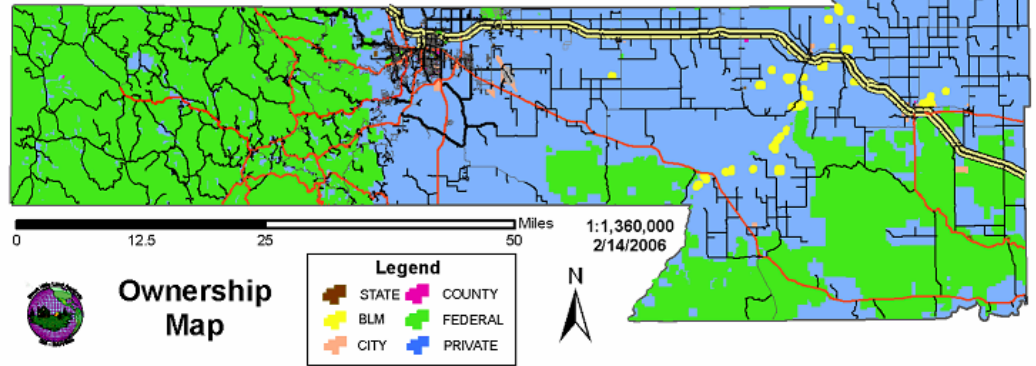 Miles
0 12.5 25 50
1:1,360,000
2/14/2006
Ownership
Map
Legend
STATE COUNTY
BLM FEDERAL
CITY PRIVATE
N